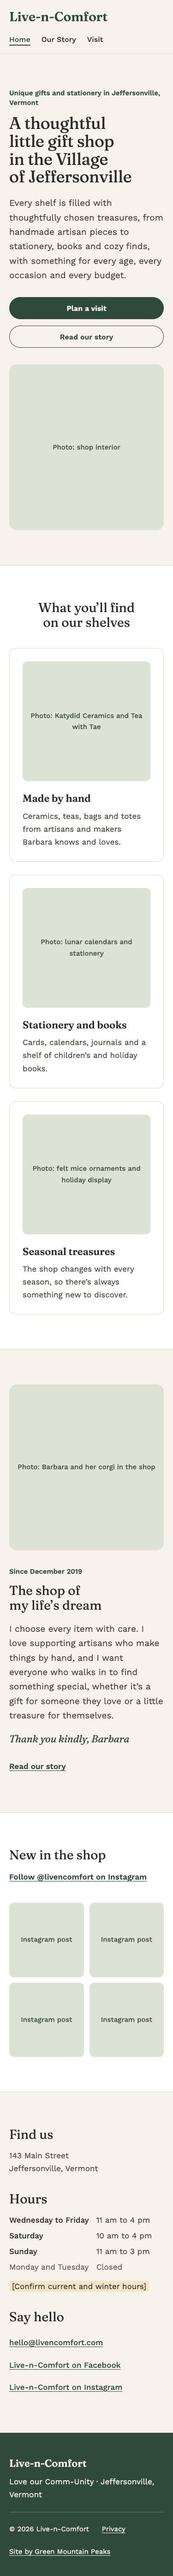 Live-n-Comfort
Home Our Story Visit
Unique gifts and stationery in Jeffersonville,
Vermont
A thoughtful
little gift shop
in the Village
of Jeffersonville
Every shelf is filled with
thoughtfully chosen treasures, from
handmade artisan pieces to
stationery, books and cozy finds,
with something for every age, every
occasion and every budget.
Plan a visit
Read our story
Photo: shop interior
What you’ll find
on our shelves
Photo: Katydid Ceramics and Tea
with Tae
Made by hand
Ceramics, teas, bags and totes
from artisans and makers
Barbara knows and loves.
Photo: lunar calendars and
stationery
Stationery and books
Cards, calendars, journals and a
shelf of children’s and holiday
books.
Photo: felt mice ornaments and
holiday display
Seasonal treasures
The shop changes with every
season, so there’s always
something new to discover.
Photo: Barbara and her corgi in the shop
Since December 2019
The shop of
my life’s dream
I choose every item with care. I
love supporting artisans who make
things by hand, and I want
everyone who walks in to find
something special, whether it’s a
gift for someone they love or a little
treasure for themselves.
Thank you kindly, Barbara
Read our story
New in the shop
Follow @livencomfort on Instagram
Instagram post Instagram post
Instagram post Instagram post
Find us
143 Main Street
Jeffersonville, Vermont
Hours
Wednesday to Friday 11 am to 4 pm
Saturday 10 am to 4 pm
Sunday 11 am to 3 pm
Monday and Tuesday Closed
[Confirm current and winter hours]
Say hello
hello@livencomfort.com
Live-n-Comfort on Facebook
Live-n-Comfort on Instagram
Live-n-Comfort
Love our Comm-Unity · Jeffersonville,
Vermont
© 2026 Live-n-Comfort Privacy
Site by Green Mountain Peaks